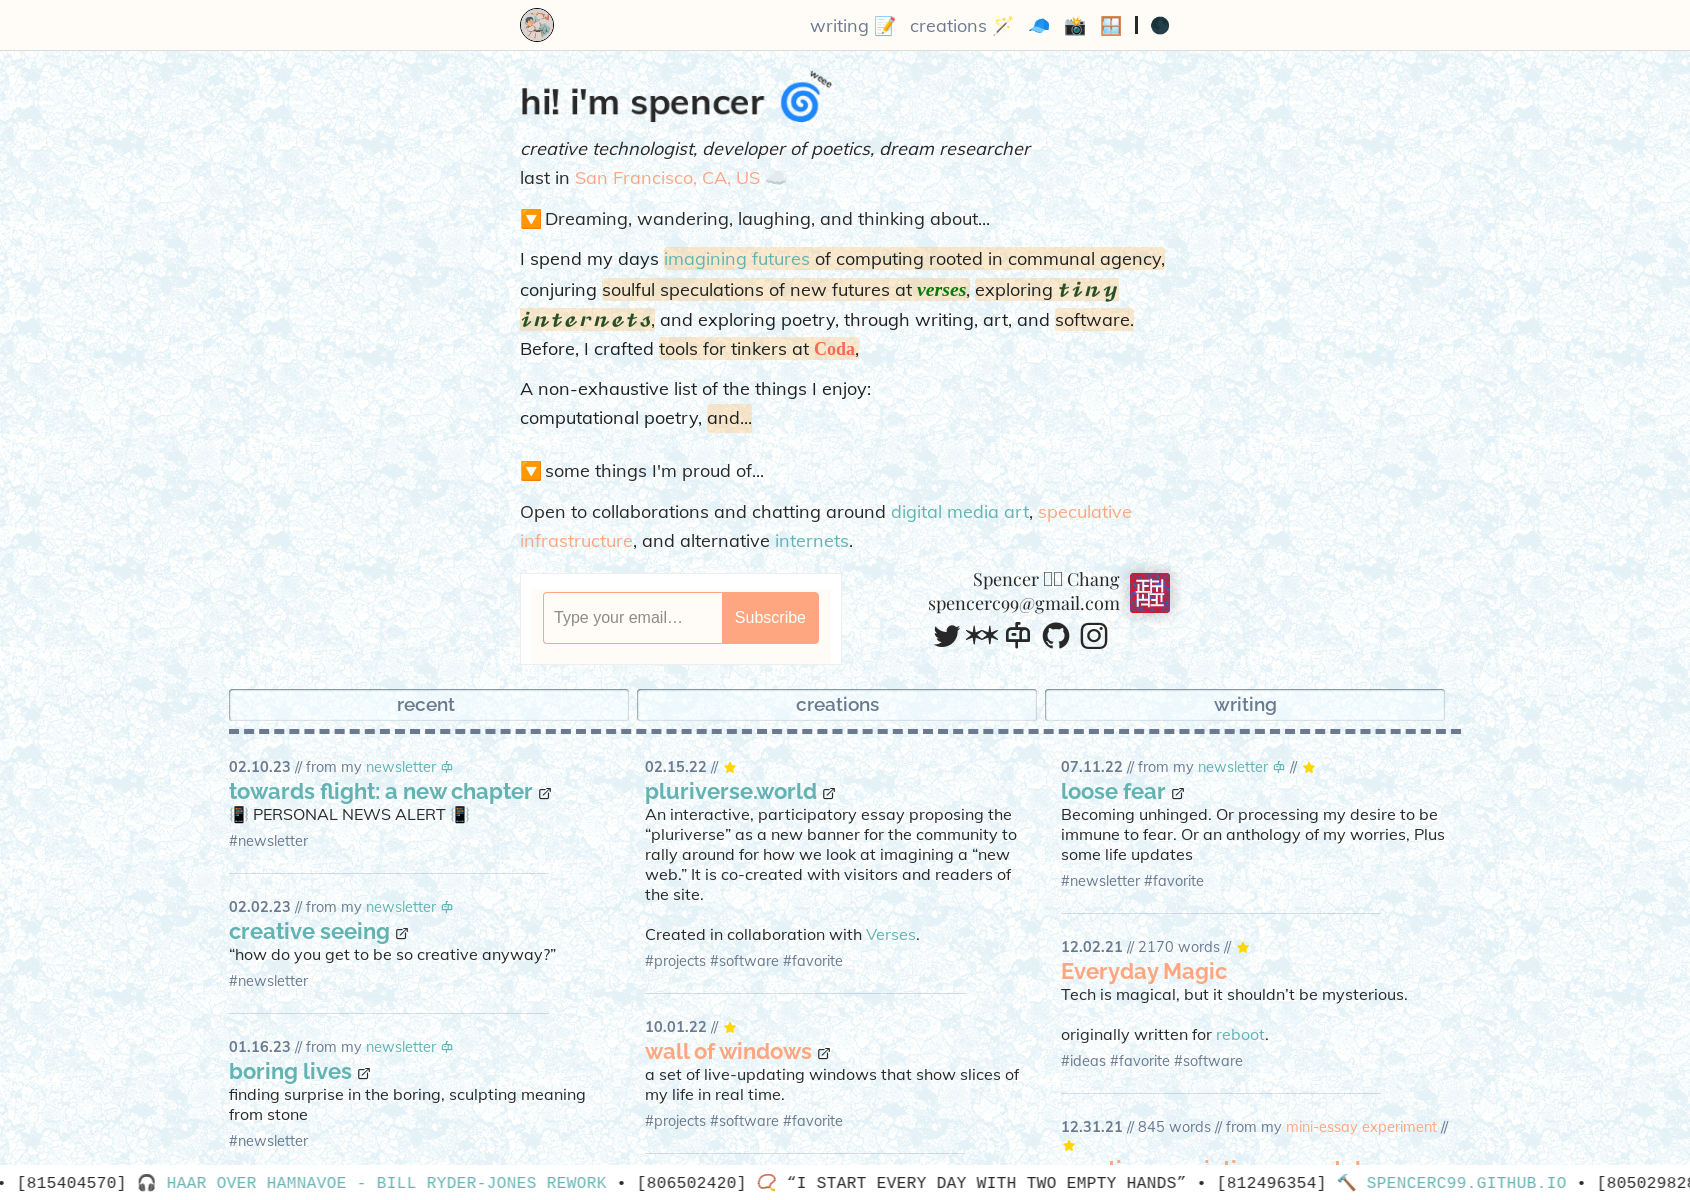 writing creations
weee
hi! i'm spencer
creative technologist, developer of poetics, dream researcher
last in San Francisco, CA, US
Dreaming, wandering, laughing, and thinking about...
I spend my days imagining futures of computing rooted in communal agency,
conjuring soulful speculations of new futures at verses, exploring tiny
internets, and exploring poetry, through writing, art, and software.
Before, I crafted tools for tinkers at Coda,
A non-exhaustive list of the things I enjoy:
computational poetry, and...
some things I'm proud of...
Open to collaborations and chatting around digital media art, speculative
infrastructure, and alternative internets.
Type your email… Subscribe
Spencer Chang
spencerc99@gmail.com
recent
02.10.23 // from my newsletter
towards flight: a new chapter
PERSONAL NEWS ALERT
#newsletter
02.02.23 // from my newsletter
creative seeing
“how do you get to be so creative anyway?”
#newsletter
01.16.23 // from my newsletter
boring lives
finding surprise in the boring, sculpting meaning
from stone
#newsletter
creations
02.15.22 //
pluriverse.world
An interactive, participatory essay proposing the
“pluriverse” as a new banner for the community to
rally around for how we look at imagining a “new
web.” It is co-created with visitors and readers of
the site.
Created in collaboration with Verses.
#projects #software #favorite
10.01.22 //
wall of windows
a set of live-updating windows that show slices of
my life in real time.
#projects #software #favorite
writing
07.11.22 // from my newsletter //
loose fear
Becoming unhinged. Or processing my desire to be
immune to fear. Or an anthology of my worries, Plus
some life updates
#newsletter #favorite
12.02.21 // 2170 words //
Everyday Magic
Tech is magical, but it shouldn’t be mysterious.
originally written for reboot.
#ideas #favorite #software
12.31.21 // 845 words // from my mini-essay experiment //
• [815404570] HAAR OVER HAMNAVOE - BILL RYDER-JONES REWORK • [806502420] “I START EVERY DAY WITH TWO EMPTY HANDS” • [812496354] SPENCERC99.GITHUB.IO •